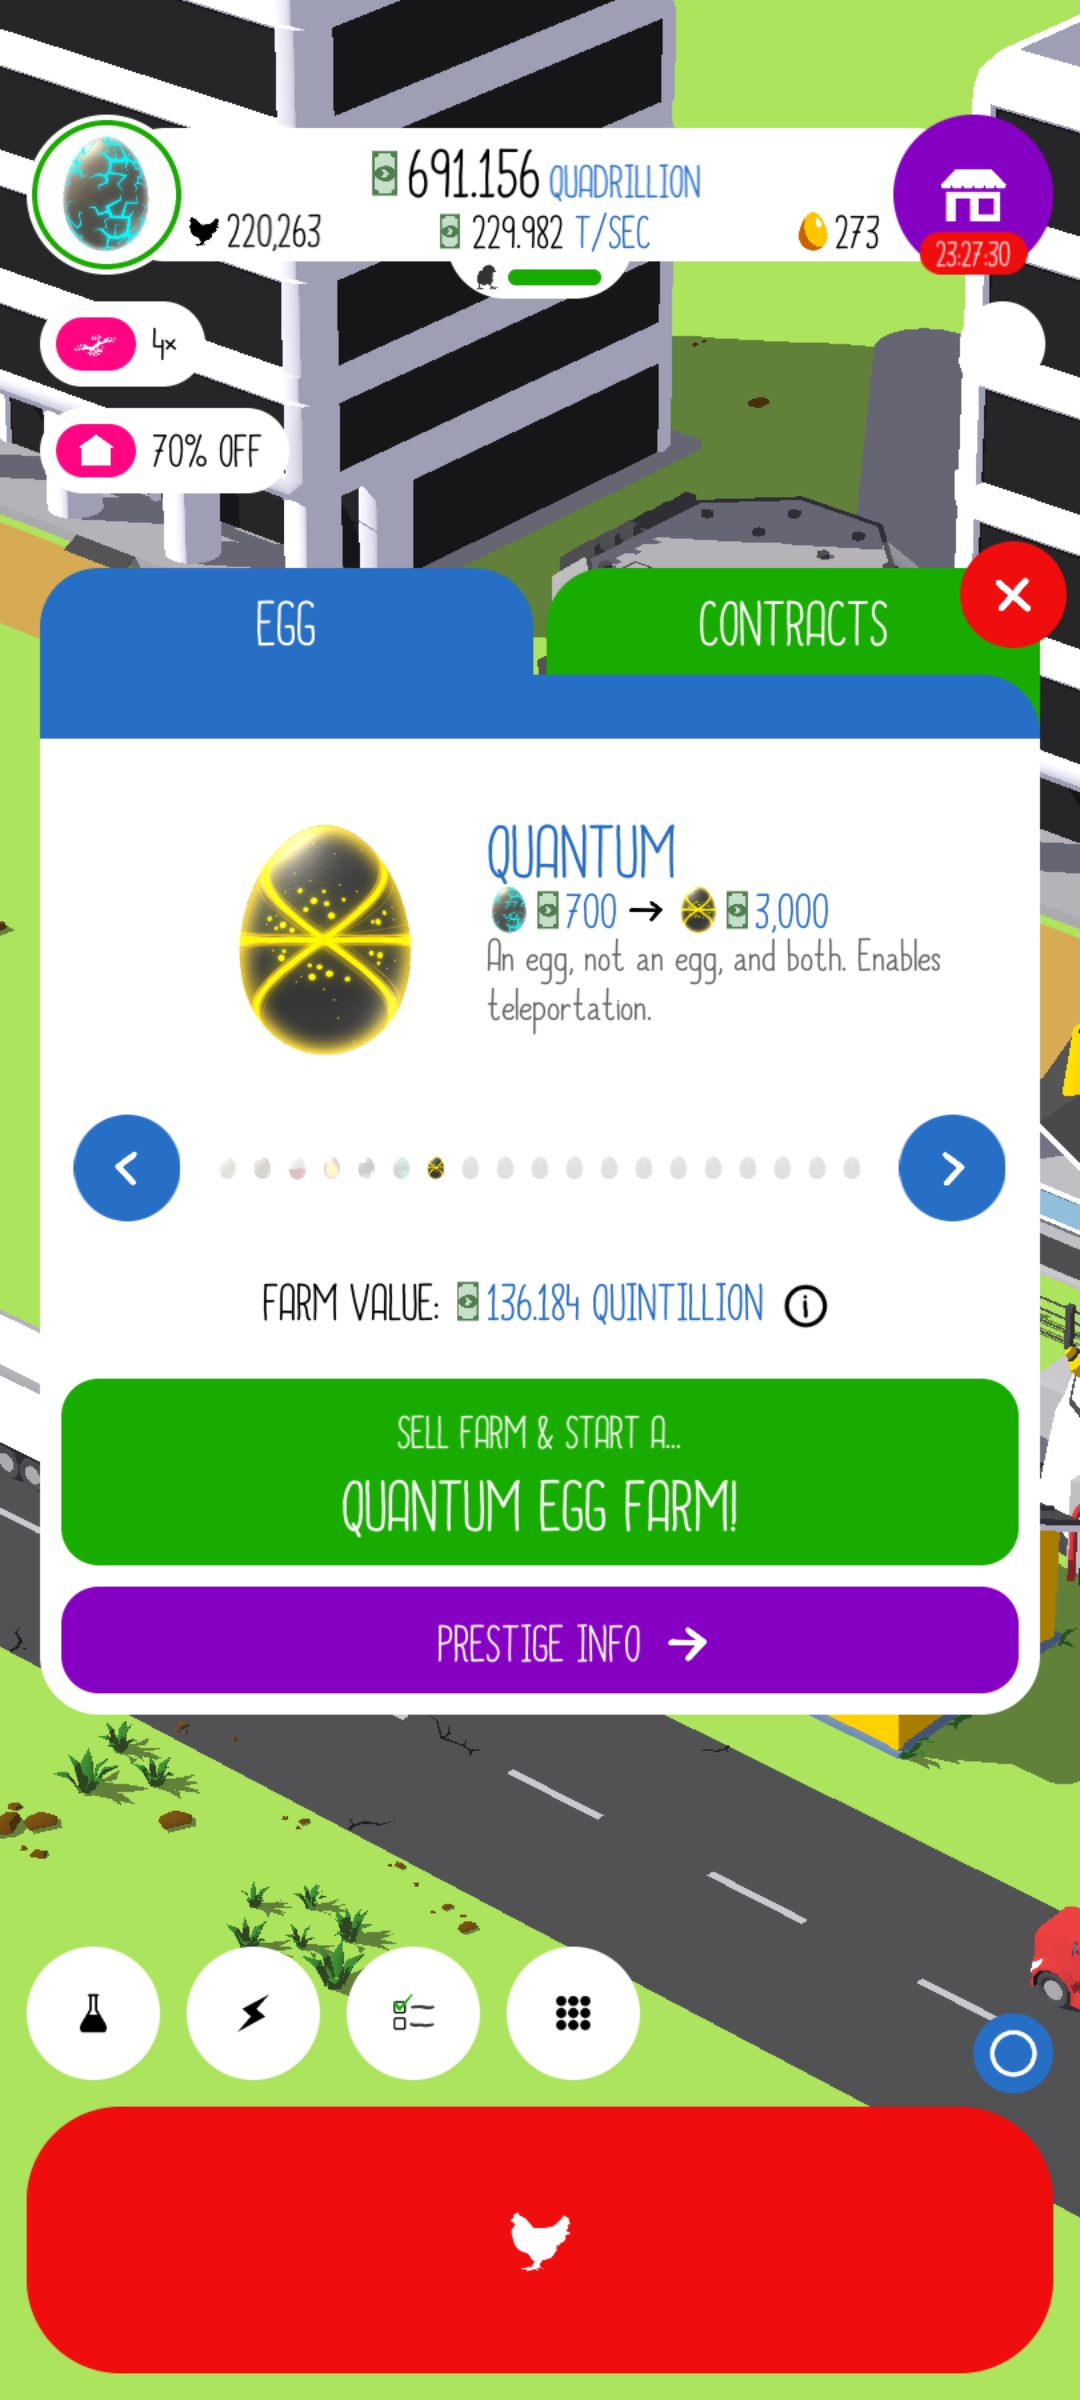 691.156 QUADRILLION
220,263
229.982 T/SEC
273
23:27:30
4x
70% OFF
EGG
CONTRACTS
QUANTUM
700 → 3,000
An egg, not an egg, and both. Enables
teleportation.
FARM VALUE: 136.184 QUINTILLION
SELL FARM & START A...
QUANTUM EGG FARM!
PRESTIGE INFO →